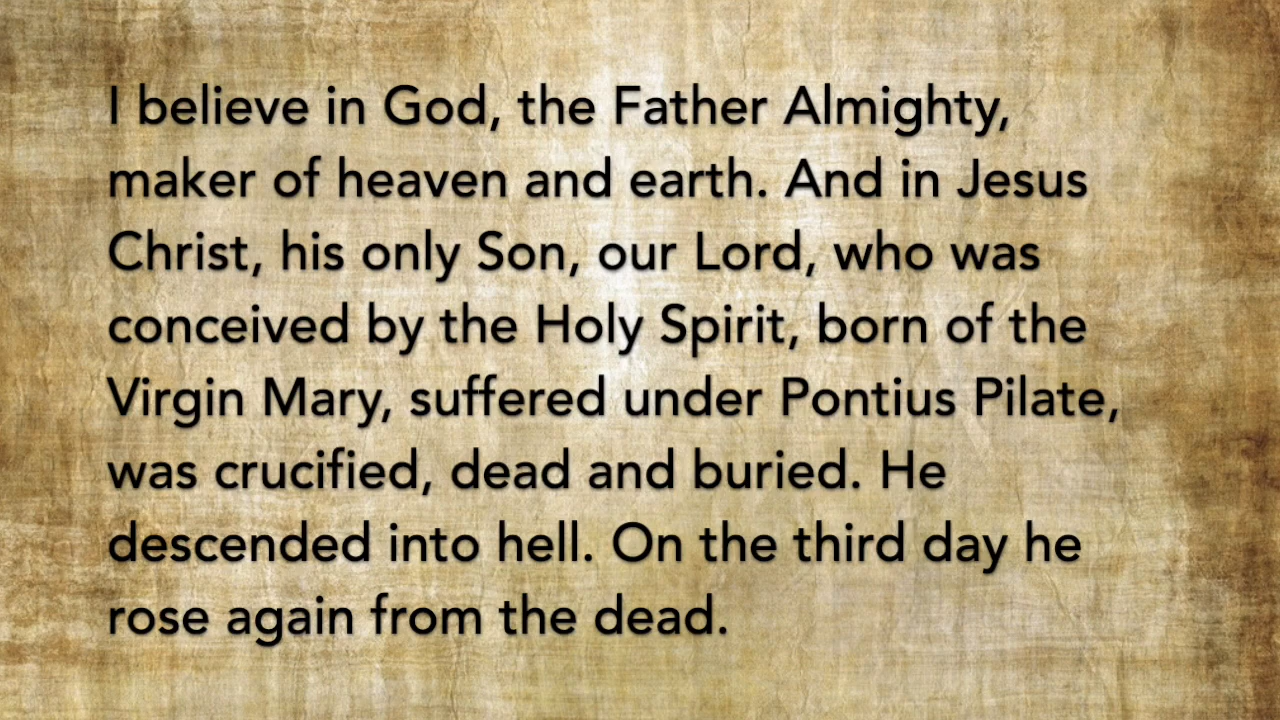 I believe in God, the Father Almighty,
maker of heaven and earth. And in Jesus
Christ, his only Son, our Lord, who was
conceived by the Holy Spirit, born of the
Virgin Mary, suffered under Pontius Pilate,
was crucified, dead and buried. He
descended into hell. On the third day he
rose again from the dead.